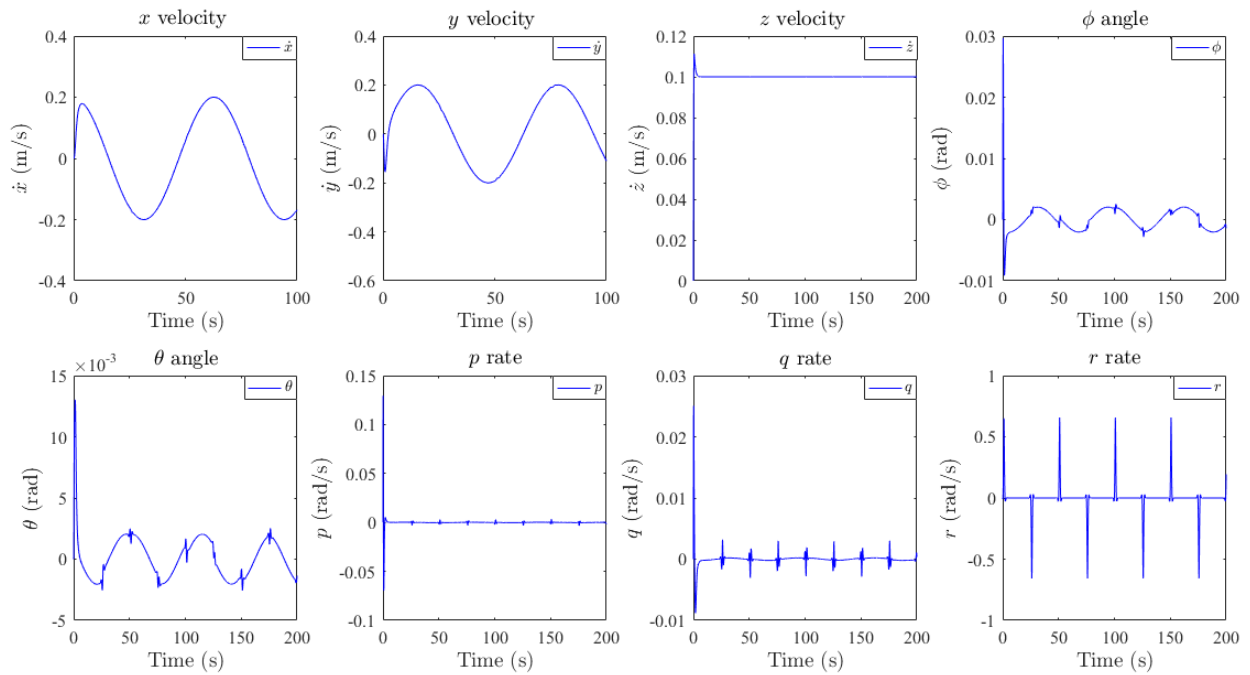 x velocity
0.4
0.2
0
-0.2
-0.4
ẋ (m/s)
0 50 100
Time (s)
ẋ
y velocity
0.4
0.2
0
-0.2
-0.4
-0.6
ẏ (m/s)
0 50 100
Time (s)
ẏ
z velocity
0.12
0.1
0.08
0.06
0.04
0.02
0
ż (m/s)
0 50 100 150 200
Time (s)
ż
ϕ angle
0.03
0.02
0.01
0
-0.01
ϕ (rad)
0 50 100 150 200
Time (s)
ϕ
θ angle
×10⁻³
15
10
5
0
-5
θ (rad)
0 50 100 150 200
Time (s)
θ
p rate
0.15
0.1
0.05
0
-0.05
-0.1
p (rad/s)
0 50 100 150 200
Time (s)
p
q rate
0.03
0.02
0.01
0
-0.01
q (rad/s)
0 50 100 150 200
Time (s)
q
r rate
1
0.5
0
-0.5
-1
r (rad/s)
0 50 100 150 200
Time (s)
r